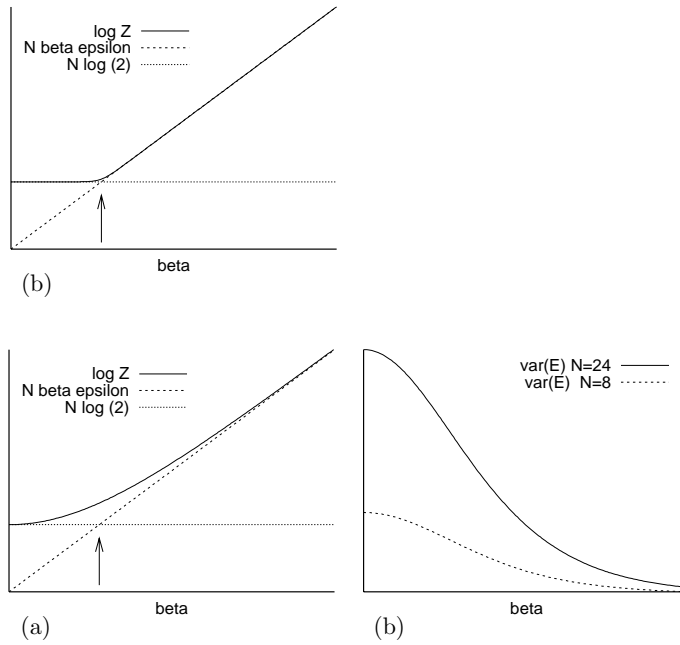 log Z
N beta epsilon
N log (2)
beta
(b)
log Z
N beta epsilon
N log (2)
beta
(a)
var(E) N=24
var(E) N=8
beta
(b)